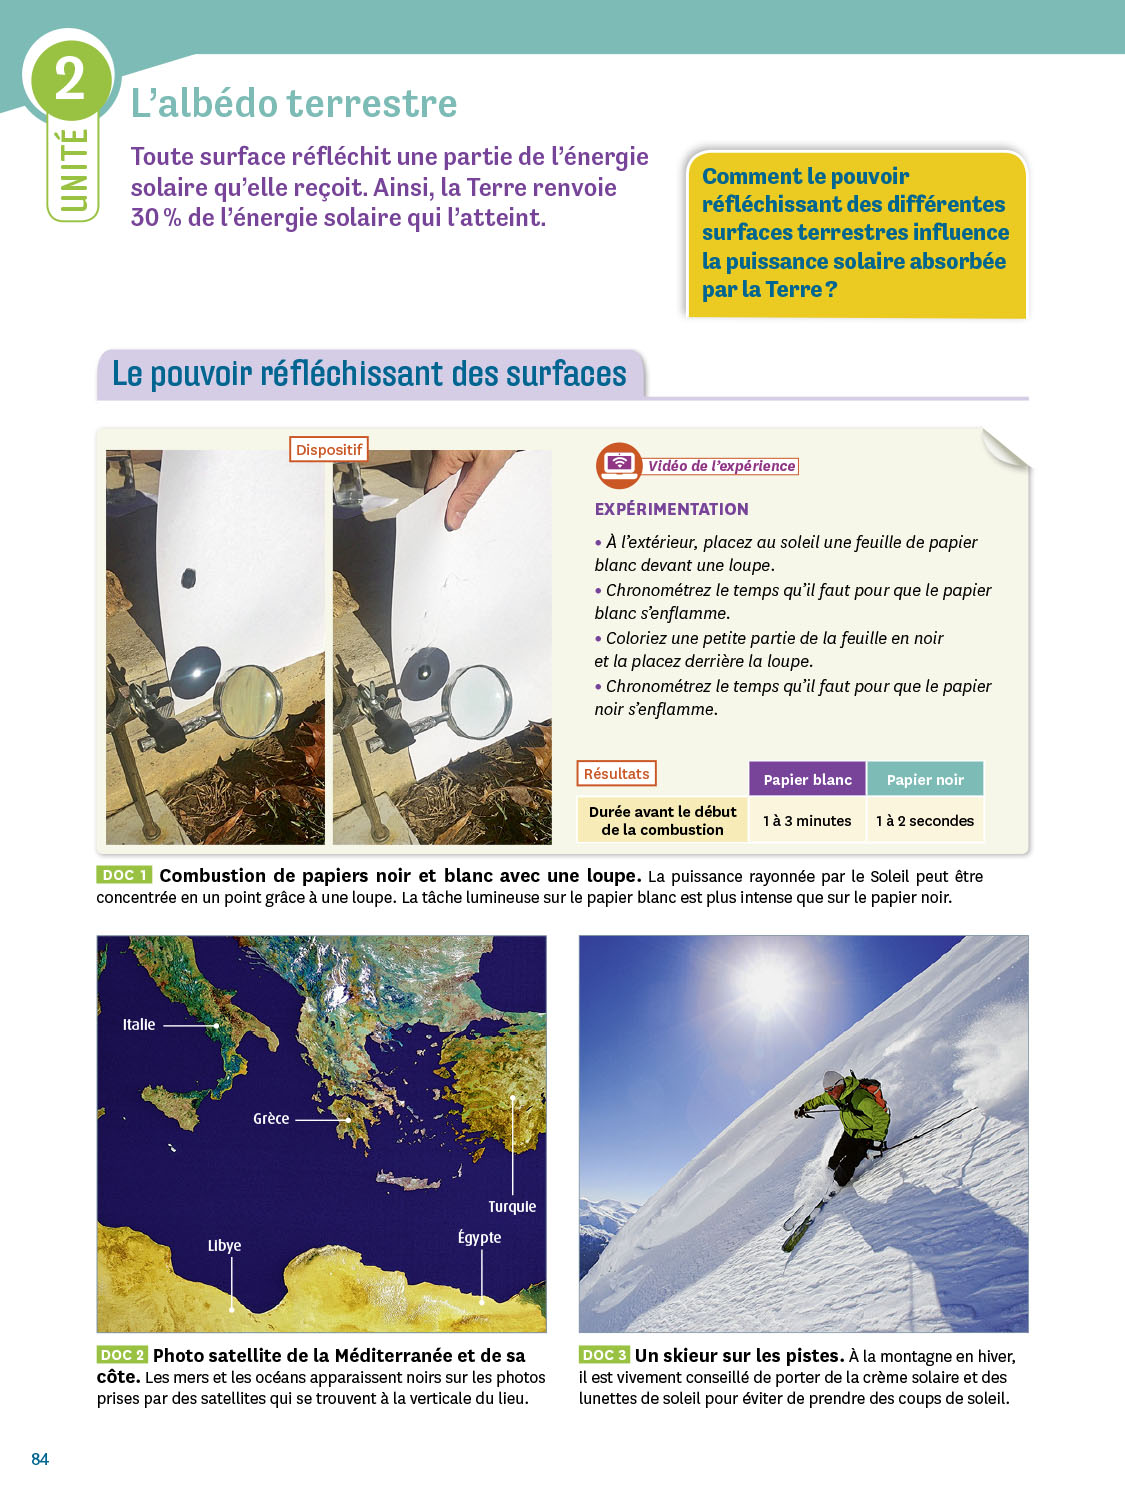 2
UNITÉ
L’albédo terrestre
Toute surface réfléchit une partie de l’énergie
solaire qu’elle reçoit. Ainsi, la Terre renvoie
30 % de l’énergie solaire qui l’atteint.
Comment le pouvoir
réfléchissant des différentes
surfaces terrestres influence
la puissance solaire absorbée
par la Terre ?
Le pouvoir réfléchissant des surfaces
Dispositif
Vidéo de l’expérience
EXPÉRIMENTATION
• À l’extérieur, placez au soleil une feuille de papier
blanc devant une loupe.
• Chronométrez le temps qu’il faut pour que le papier
blanc s’enflamme.
• Coloriez une petite partie de la feuille en noir
et la placez derrière la loupe.
• Chronométrez le temps qu’il faut pour que le papier
noir s’enflamme.
Résultats
Papier blanc
Papier noir
Durée avant le début
de la combustion
1 à 3 minutes
1 à 2 secondes
DOC 1 Combustion de papiers noir et blanc avec une loupe. La puissance rayonnée par le Soleil peut être
concentrée en un point grâce à une loupe. La tâche lumineuse sur le papier blanc est plus intense que sur le papier noir.
Italie
Grèce
Turquie
Égypte
Libye
DOC 2 Photo satellite de la Méditerranée et de sa
côte. Les mers et les océans apparaissent noirs sur les photos
prises par des satellites qui se trouvent à la verticale du lieu.
DOC 3 Un skieur sur les pistes. À la montagne en hiver,
il est vivement conseillé de porter de la crème solaire et des
lunettes de soleil pour éviter de prendre des coups de soleil.
84